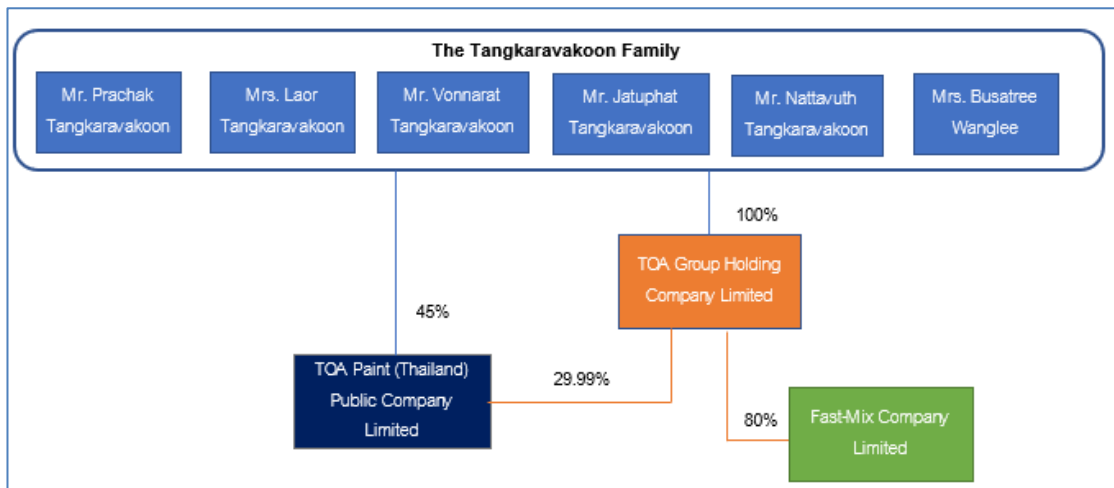 The Tangkaravakoon Family
Mr. Prachak
Tangkaravakoon
Mrs. Laor
Tangkaravakoon
Mr. Vonnarat
Tangkaravakoon
Mr. Jatuphat
Tangkaravakoon
Mr. Nattavuth
Tangkaravakoon
Mrs. Busatree
Wanglee
100%
TOA Group Holding
Company Limited
45%
TOA Paint (Thailand)
Public Company
Limited
29.99%
80%
Fast-Mix Company
Limited